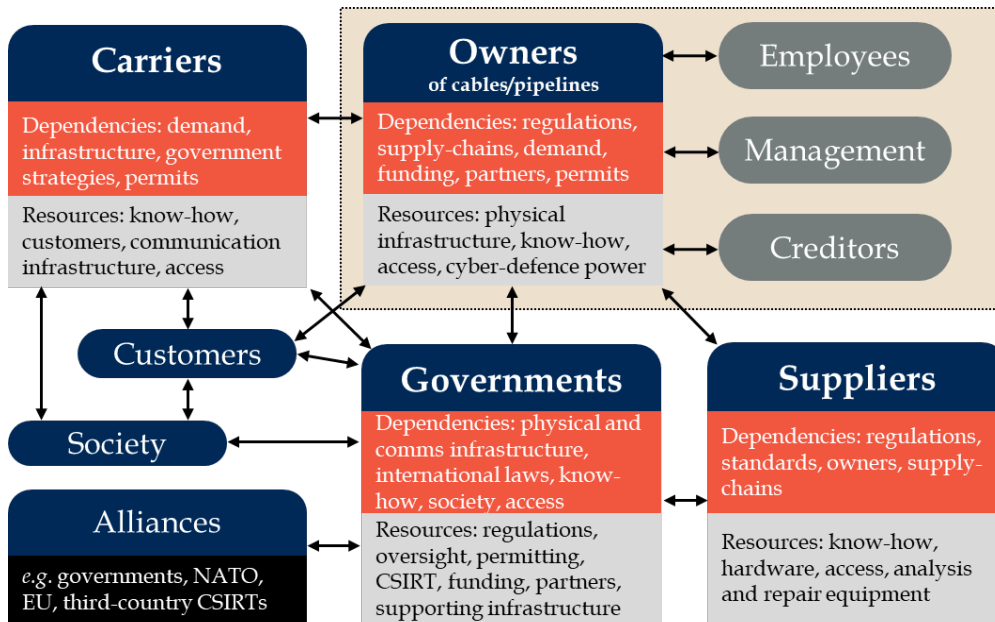 Carriers
Dependencies: demand,
infrastructure, government
strategies, permits
Resources: know-how,
customers, communication
infrastructure, access
Owners
of cables/pipelines
Dependencies: regulations,
supply-chains, demand,
funding, partners, permits
Resources: physical
infrastructure, know-how,
access, cyber-defence power
Employees
Management
Creditors
Customers
Society
Alliances
e.g. governments, NATO,
EU, third-country CSIRTs
Governments
Dependencies: physical and
comms infrastructure,
international laws, know-
how, society, access
Resources: regulations,
oversight, permitting,
CSIRT, funding, partners,
supporting infrastructure
Suppliers
Dependencies: regulations,
standards, owners, supply-
chains
Resources: know-how,
hardware, access, analysis
and repair equipment